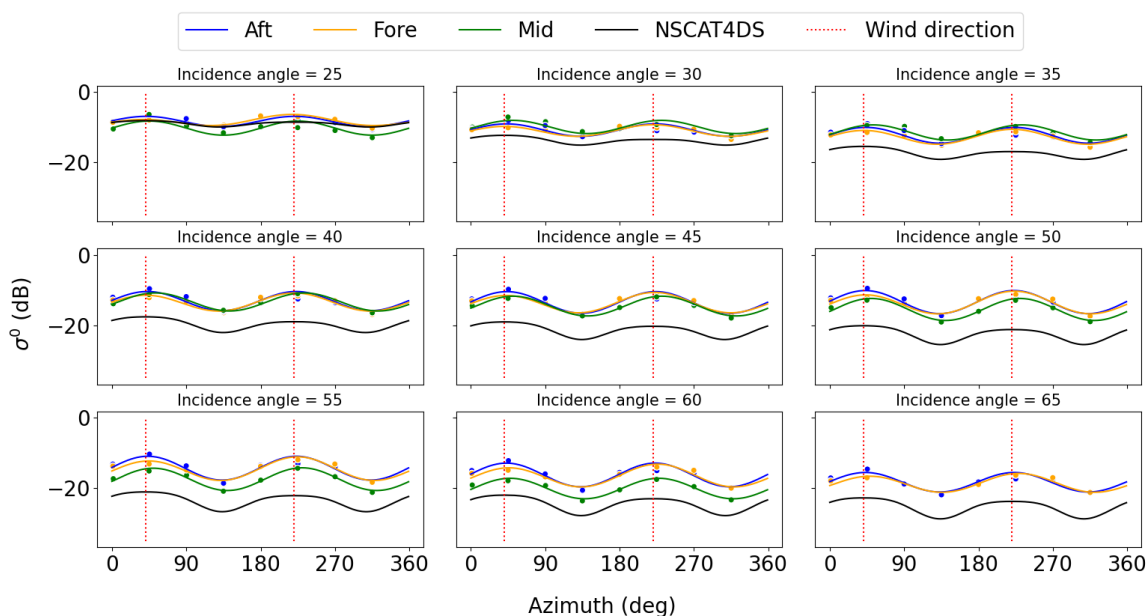 Aft Fore Mid NSCAT4DS Wind direction
Incidence angle = 25 Incidence angle = 30 Incidence angle = 35
0
−20
Incidence angle = 40 Incidence angle = 45 Incidence angle = 50
0
−20
σ⁰ (dB)
Incidence angle = 55 Incidence angle = 60 Incidence angle = 65
0
−20
0 90 180 270 360 0 90 180 270 360 0 90 180 270 360
Azimuth (deg)